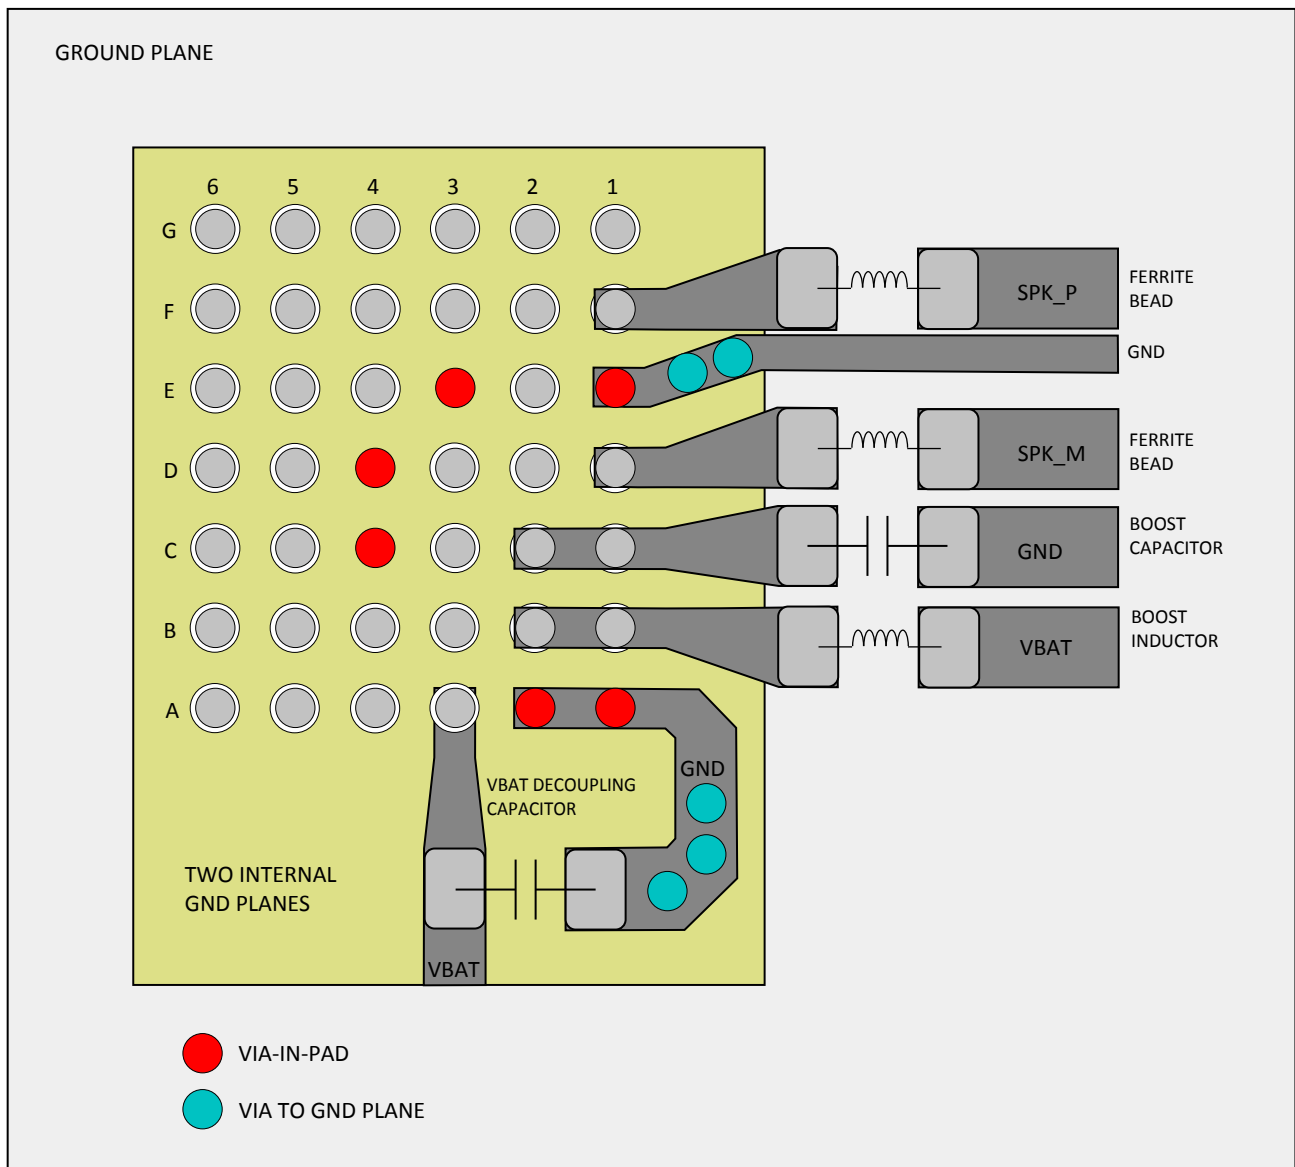 GROUND PLANE
6 5 4 3 2 1
G
F
E
D
C
B
A
SPK_P
FERRITE
BEAD
GND
SPK_M
FERRITE
BEAD
GND
BOOST
CAPACITOR
VBAT
BOOST
INDUCTOR
GND
VBAT DECOUPLING
CAPACITOR
TWO INTERNAL
GND PLANES
VBAT
VIA-IN-PAD
VIA TO GND PLANE